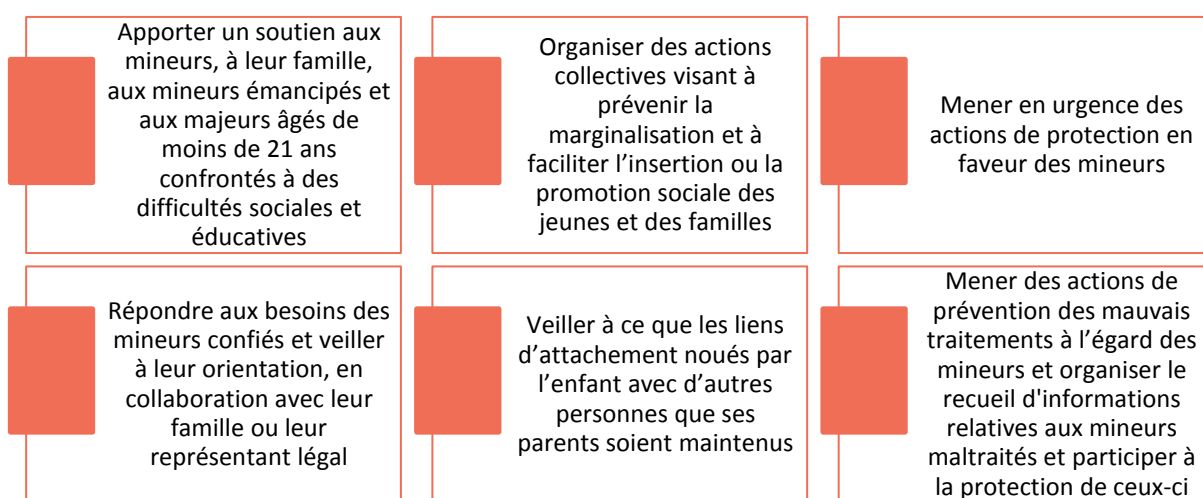 Apporter un soutien aux
mineurs, à leur famille,
aux mineurs émancipés et
aux majeurs âgés de
moins de 21 ans
confrontés à des
difficultés sociales et
éducatives
Organiser des actions
collectives visant à
prévenir la
marginalisation et à
faciliter l’insertion ou la
promotion sociale des
jeunes et des familles
Mener en urgence des
actions de protection en
faveur des mineurs
Répondre aux besoins des
mineurs confiés et veiller
à leur orientation, en
collaboration avec leur
famille ou leur
représentant légal
Veiller à ce que les liens
d’attachement noués par
l’enfant avec d’autres
personnes que ses
parents soient maintenus
Mener des actions de
prévention des mauvais
traitements à l’égard des
mineurs et organiser le
recueil d'informations
relatives aux mineurs
maltraités et participer à
la protection de ceux-ci